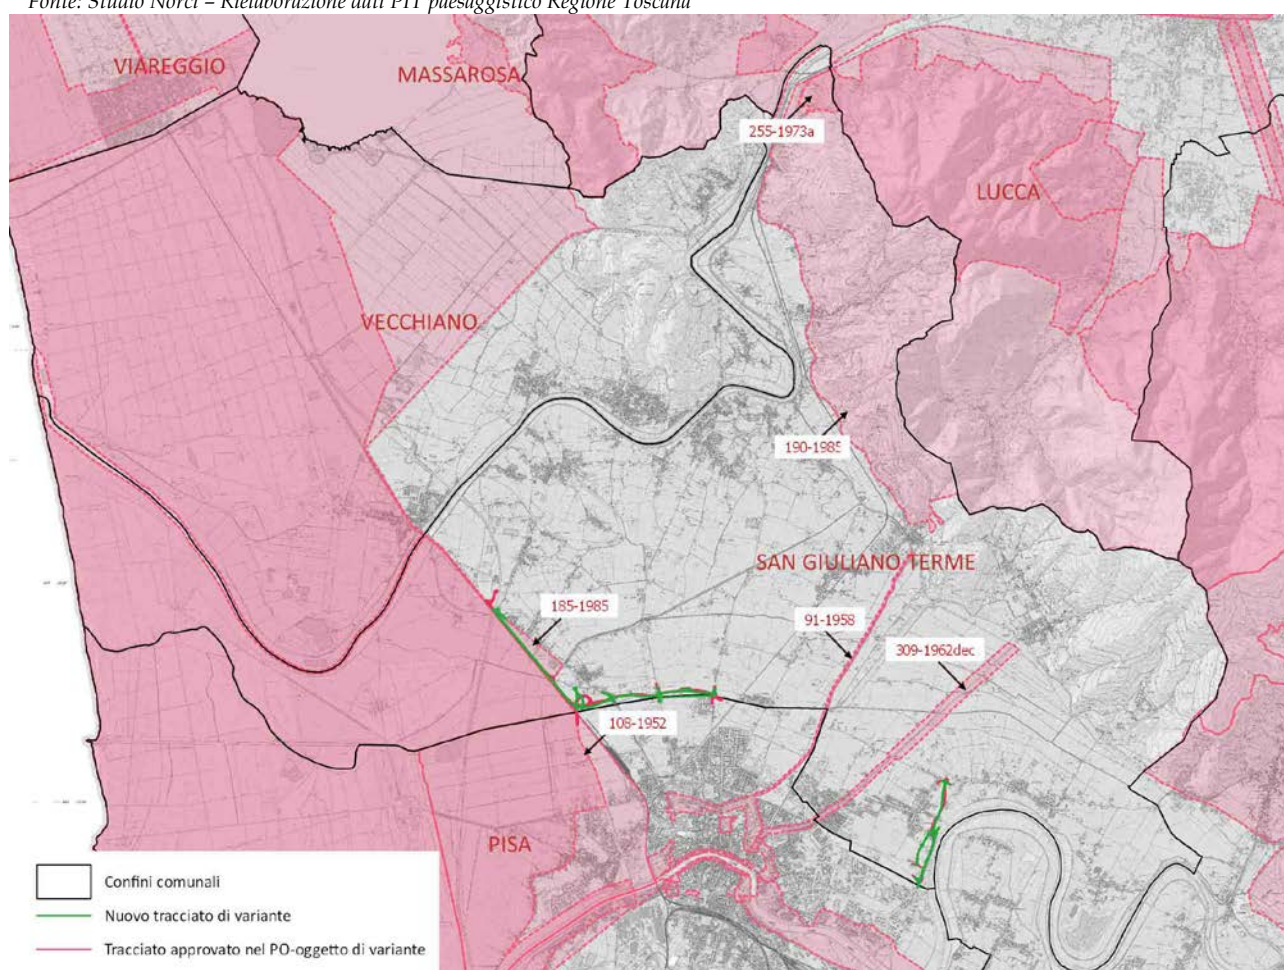 Fonte: Studio Norci – Rielaborazione dati PIT paesaggistico Regione Toscana
VIAREGGIO
MASSAROSA
255-1973a
LUCCA
VECCHIANO
190-1985
SAN GIULIANO TERME
185-1985
91-1958
309-1962dec
108-1952
PISA
Confini comunali
Nuovo tracciato di variante
Tracciato approvato nel PO-oggetto di variante